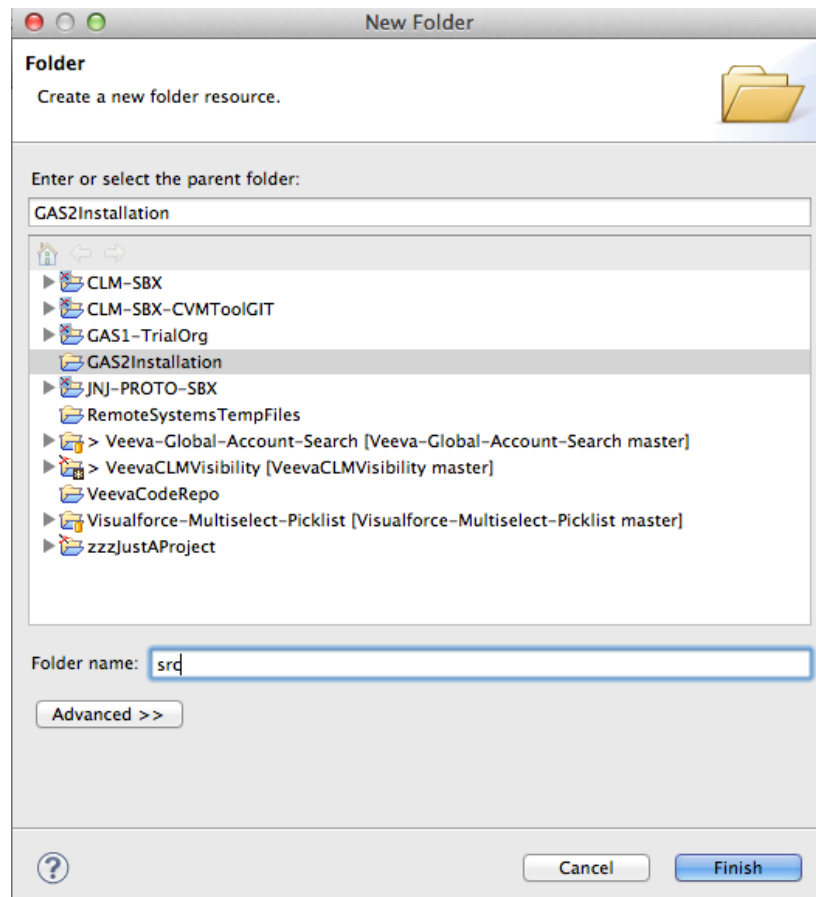 New Folder
Folder
Create a new folder resource.
Enter or select the parent folder:
GAS2Installation
CLM-SBX
CLM-SBX-CVMToolGIT
GAS1-TrialOrg
GAS2Installation
JNJ-PROTO-SBX
RemoteSystemsTempFiles
> Veeva-Global-Account-Search [Veeva-Global-Account-Search master]
> VeevaCLMVisibility [VeevaCLMVisibility master]
VeevaCodeRepo
Visualforce-Multiselect-Picklist [Visualforce-Multiselect-Picklist master]
zzzJustAProject
Folder name: src
Advanced >>
? Cancel Finish